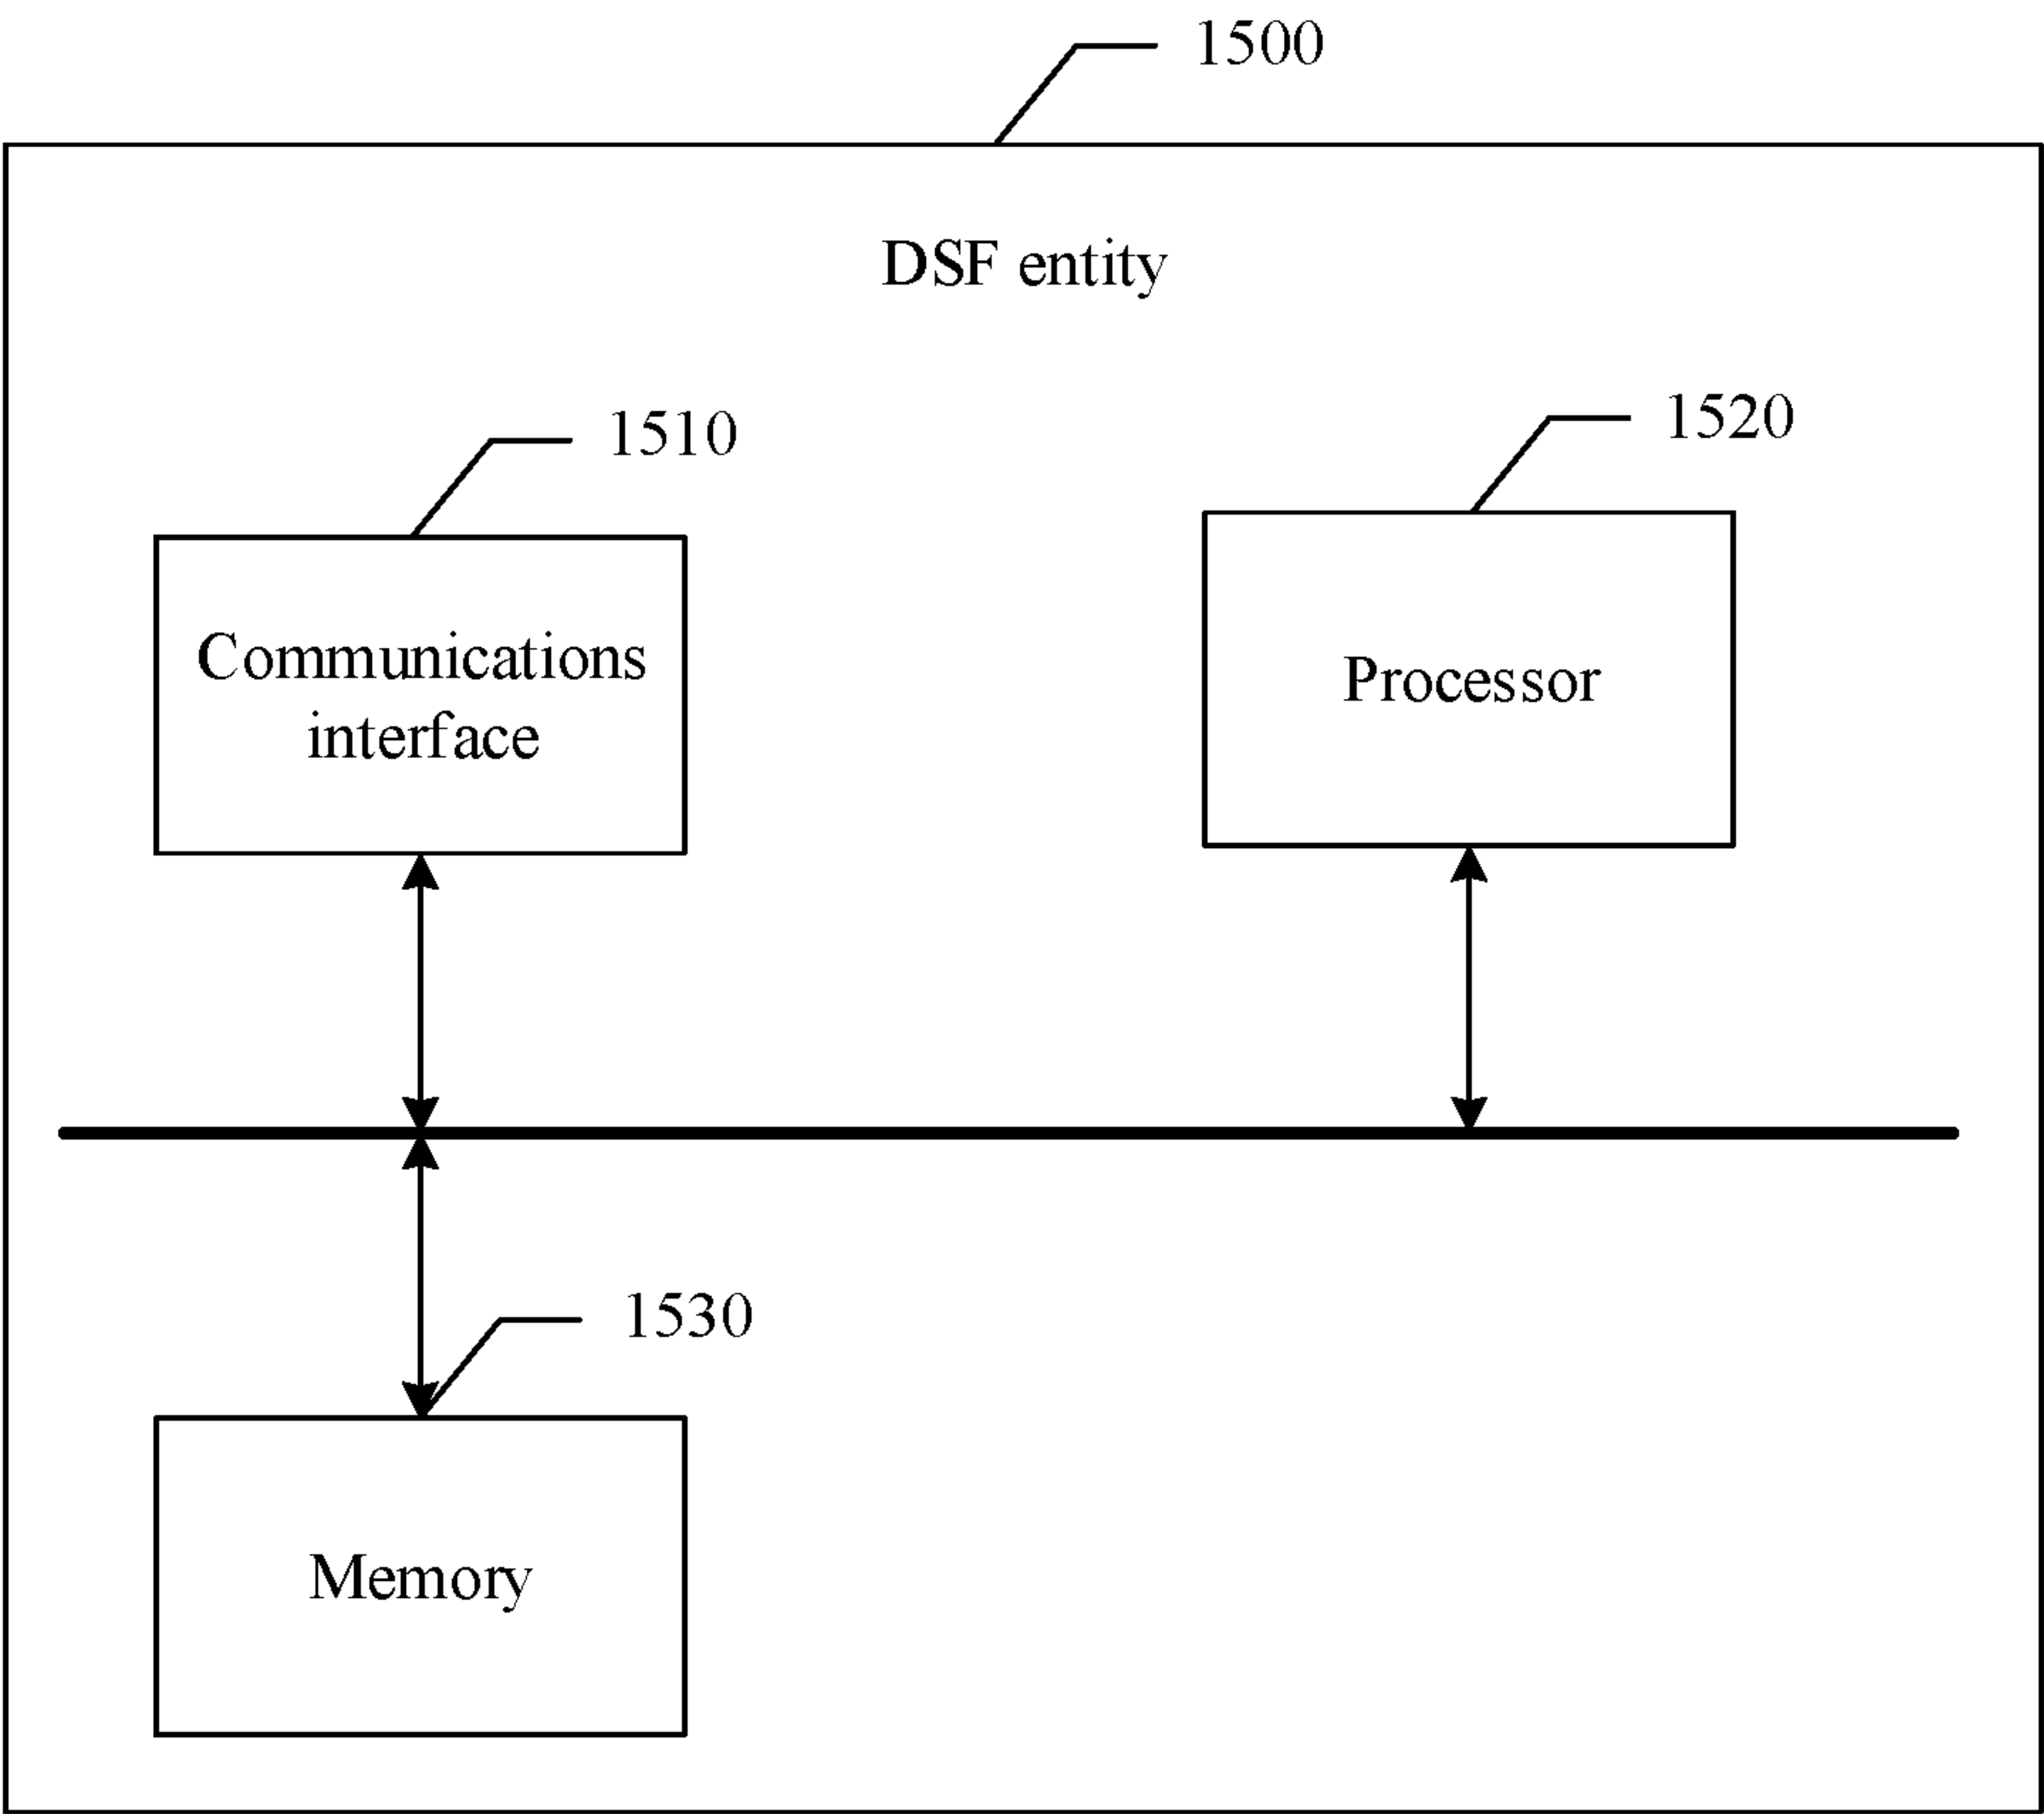 1500
DSF entity
1510
1520
Communications
interface
Processor
1530
Memory